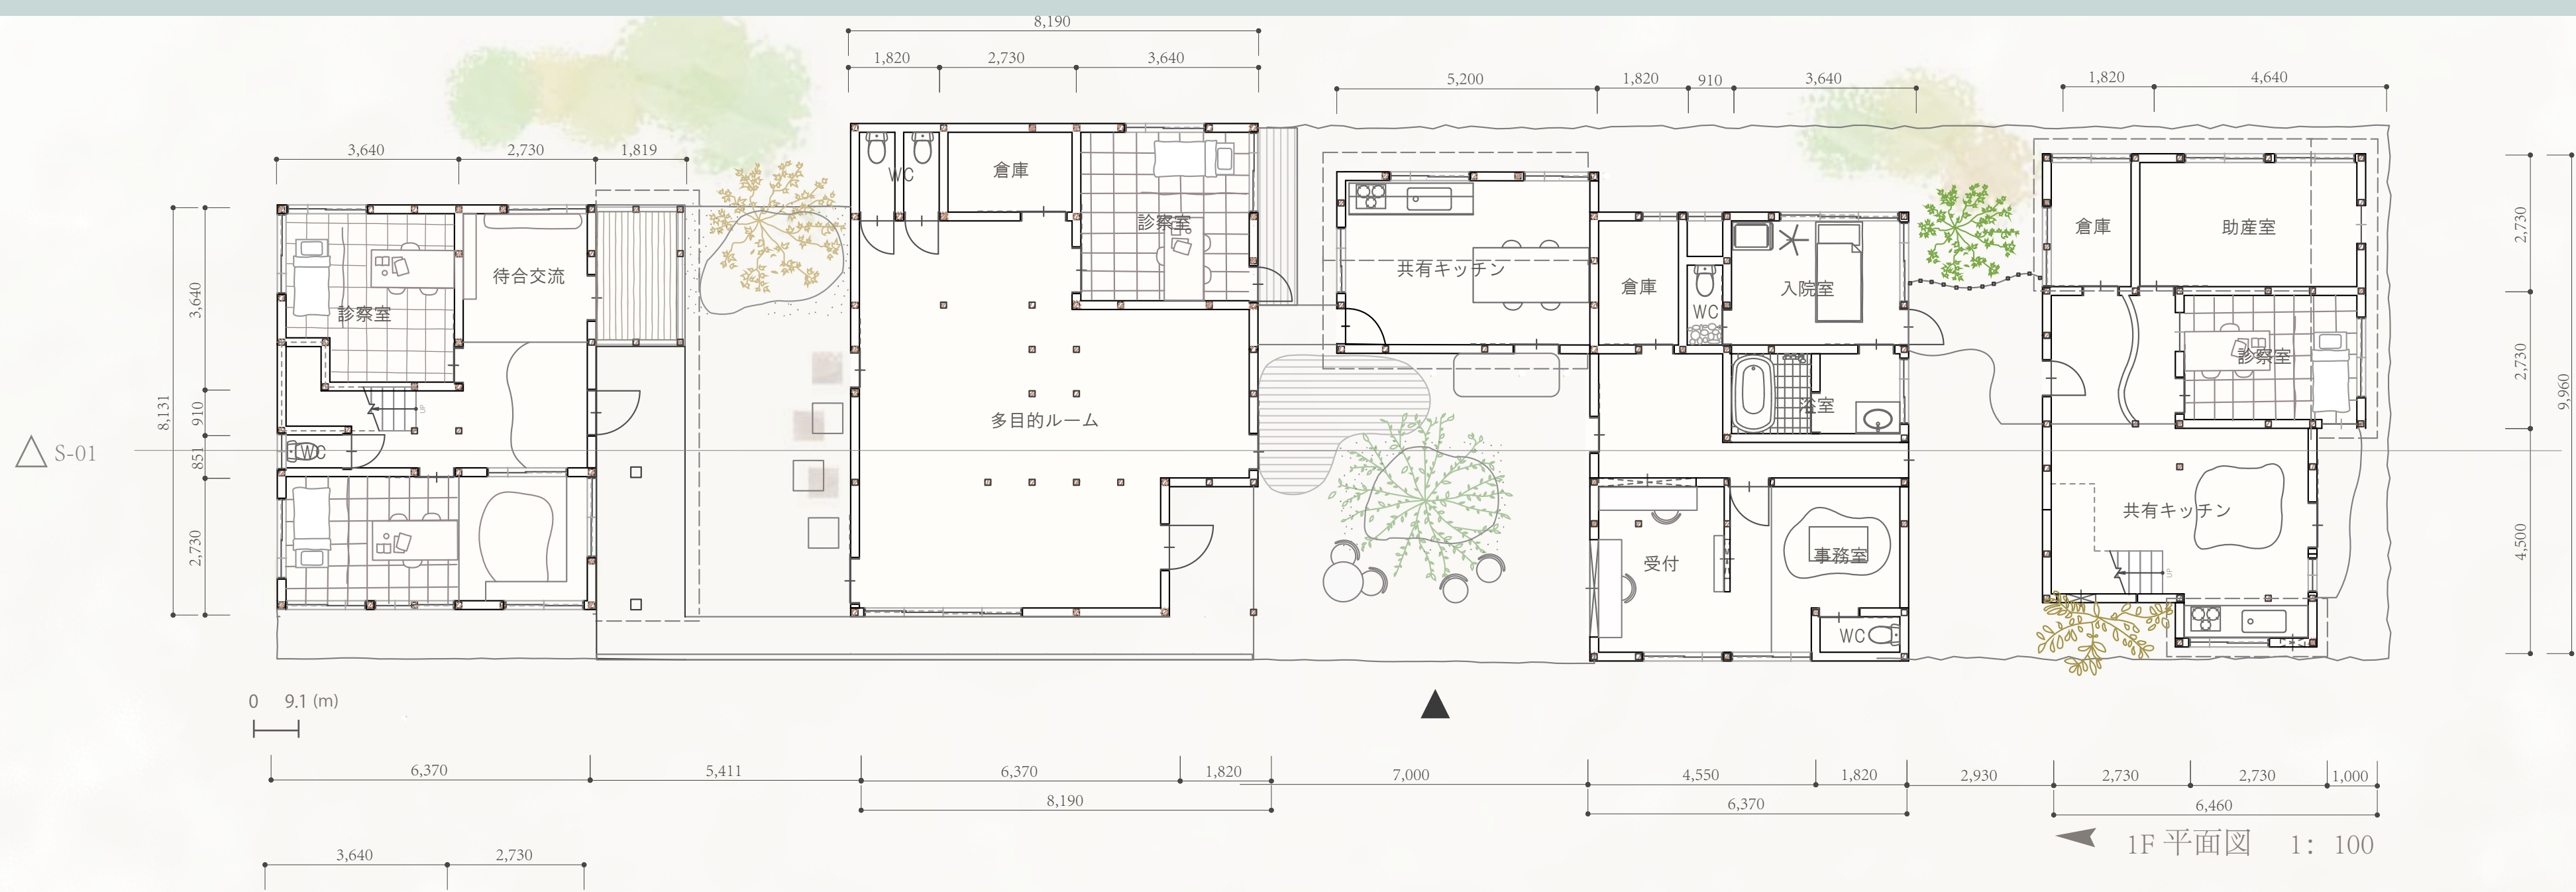 8,190
1,820 2,730 3,640
5,200 1,820 910 3,640
1,820 4,640
3,640 2,730 1,819
WC
倉庫
診察室
待合交流
診察室
共有キッチン
倉庫
WC
入院室
倉庫
助産室
診察室
浴室
多目的ルーム
WC
UP
受付
事務室
WC
共有キッチン
UP
8,131
3,640
910
851
2,730
2,730
2,730
4,500
9,960
S-01
0 9.1 (m)
6,370 5,411 6,370 1,820 7,000 4,550 1,820 2,930 2,730 2,730 1,000
8,190 6,370 6,460
1F 平面図 1：100
3,640 2,730